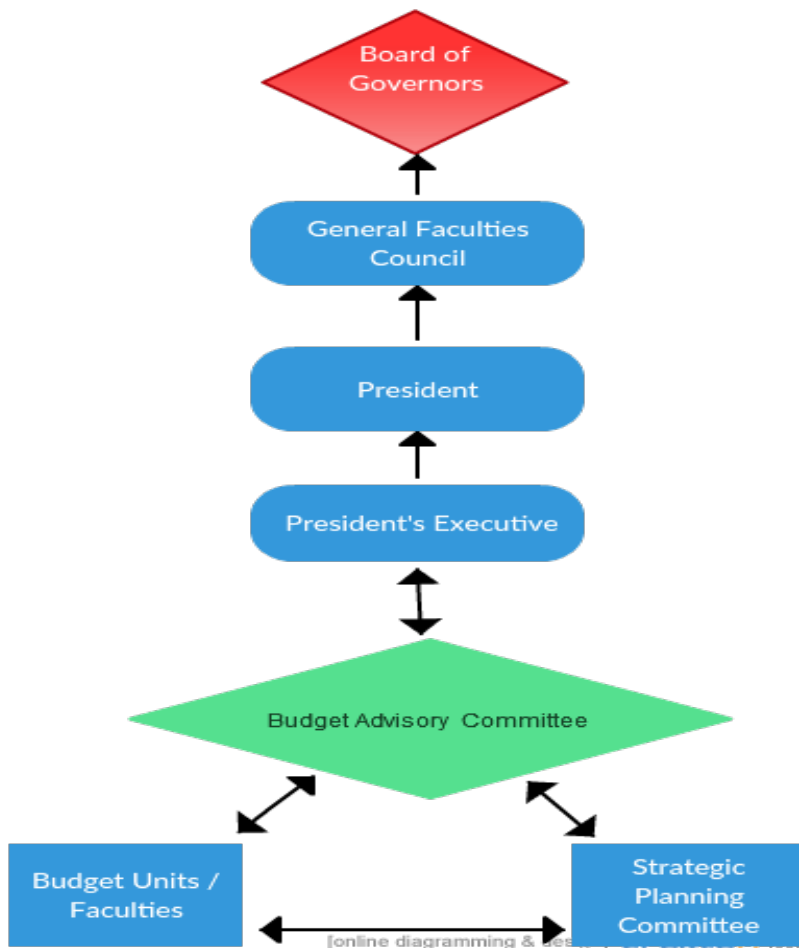 Board of
Governors
General Faculties
Council
President
President's Executive
Budget Advisory Committee
Budget Units /
Faculties
Strategic
Planning
Committee
[online diagramming &